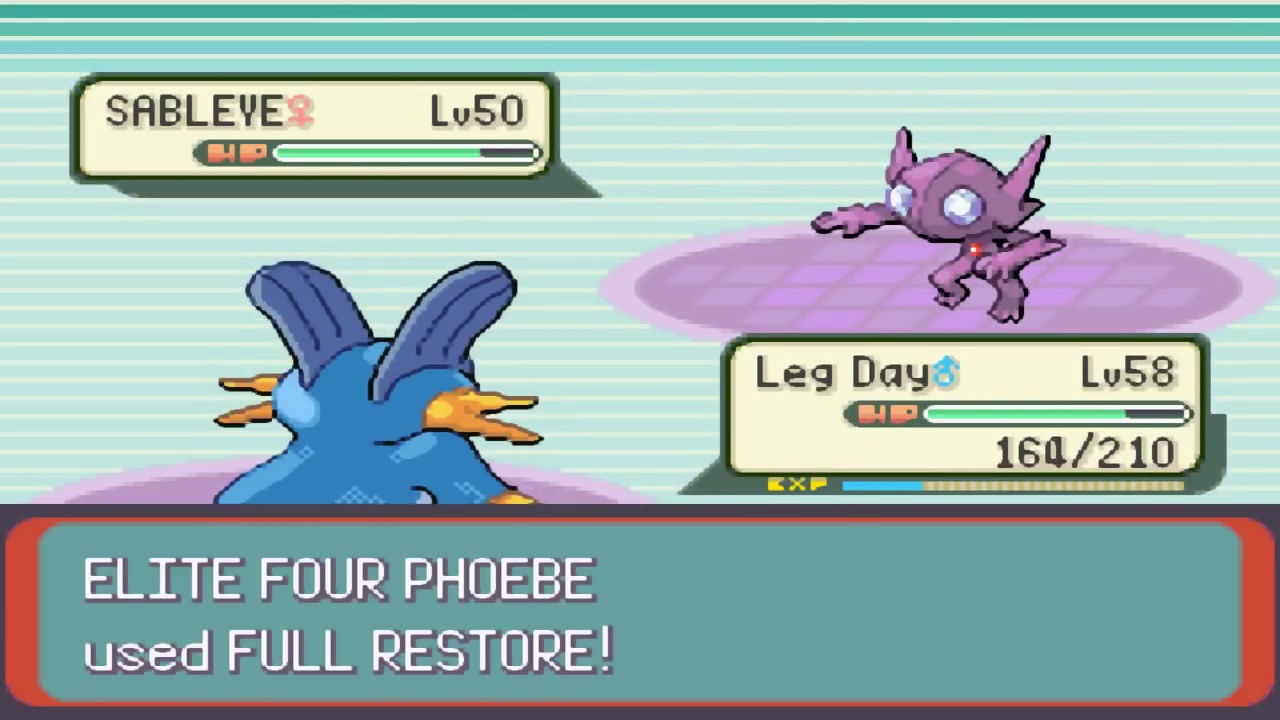 SABLEYE♀ Lv50
HP
Leg Day♂ Lv58
HP
164/210
EXP
ELITE FOUR PHOEBE
used FULL RESTORE!